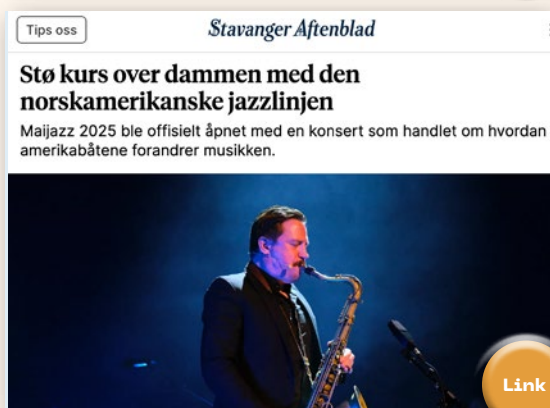 Tips oss
Stavanger Aftenblad
Stø kurs over dammen med den
norskamerikanske jazzlinjen
Maijazz 2025 ble offisielt åpnet med en konsert som handlet om hvordan
amerikabåtene forandrer musikken.
Link